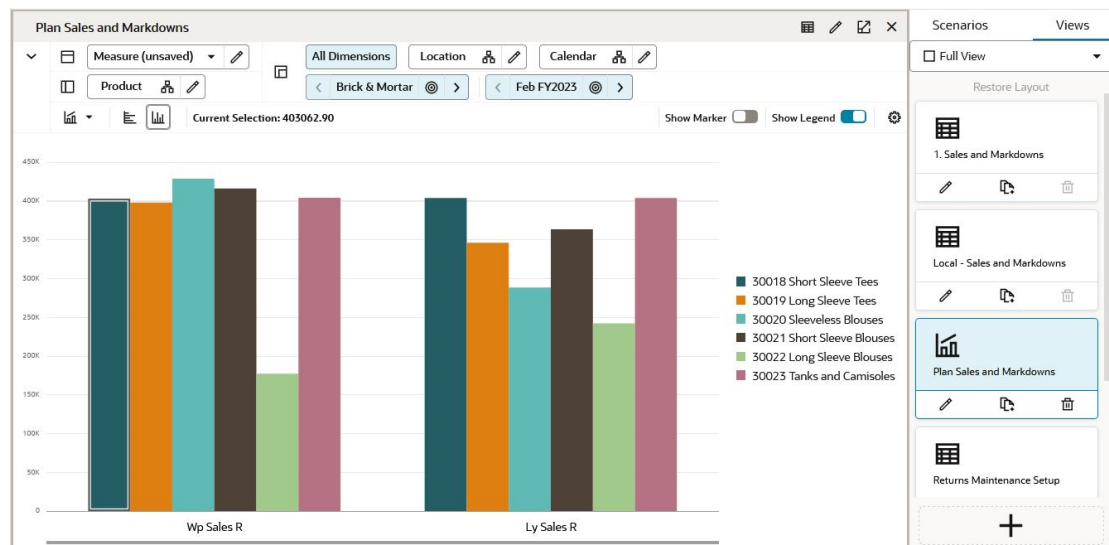 Plan Sales and Markdowns
Measure (unsaved)
All Dimensions
Location
Calendar
Product
Brick & Mortar
Feb FY2023
Current Selection: 403062.90
Show Marker
Show Legend
450K
400K
350K
300K
250K
200K
150K
100K
50K
0
Wp Sales R
Ly Sales R
30018 Short Sleeve Tees
30019 Long Sleeve Tees
30020 Sleeveless Blouses
30021 Short Sleeve Blouses
30022 Long Sleeve Blouses
30023 Tanks and Camisoles
Scenarios
Views
Full View
Restore Layout
1. Sales and Markdowns
Local - Sales and Markdowns
Plan Sales and Markdowns
Returns Maintenance Setup